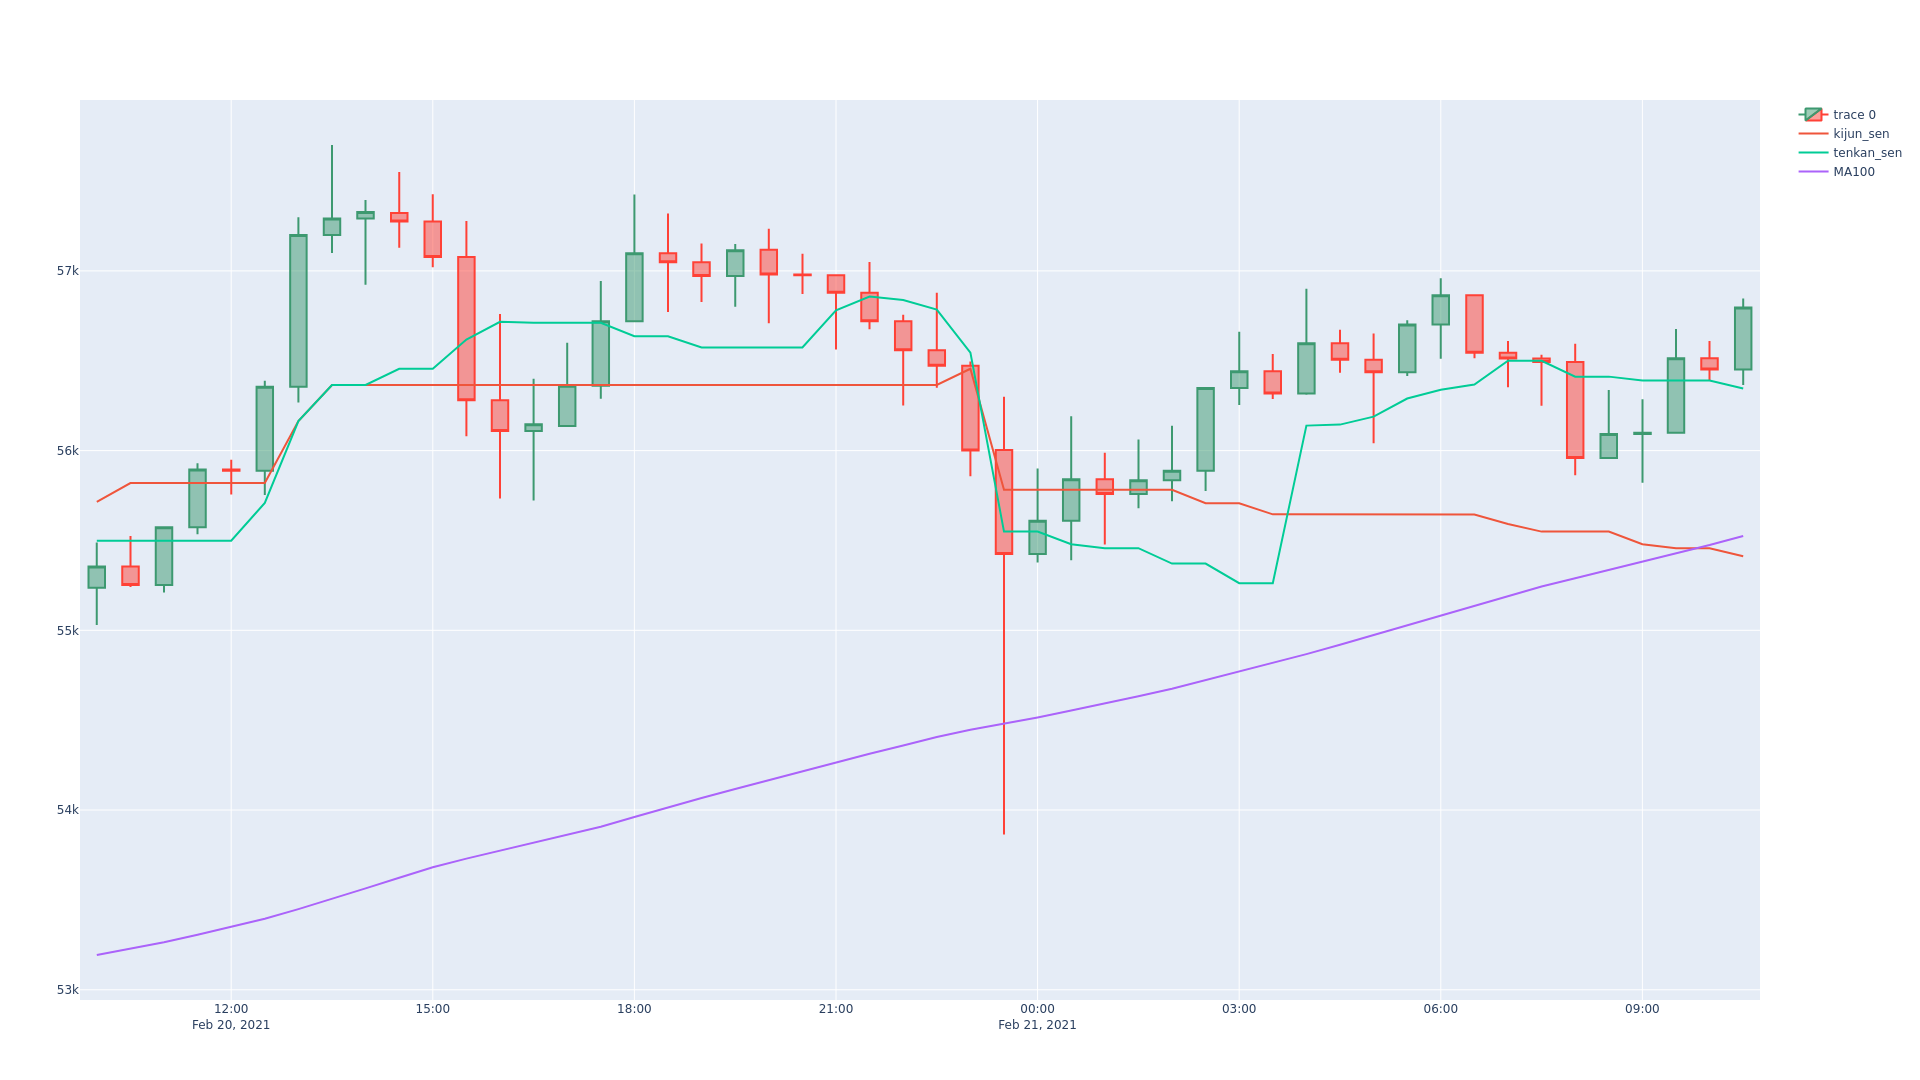 trace 0
kijun_sen
tenkan_sen
MA100
57k
56k
55k
54k
53k
12:00
Feb 20, 2021
15:00
18:00
21:00
00:00
Feb 21, 2021
03:00
06:00
09:00